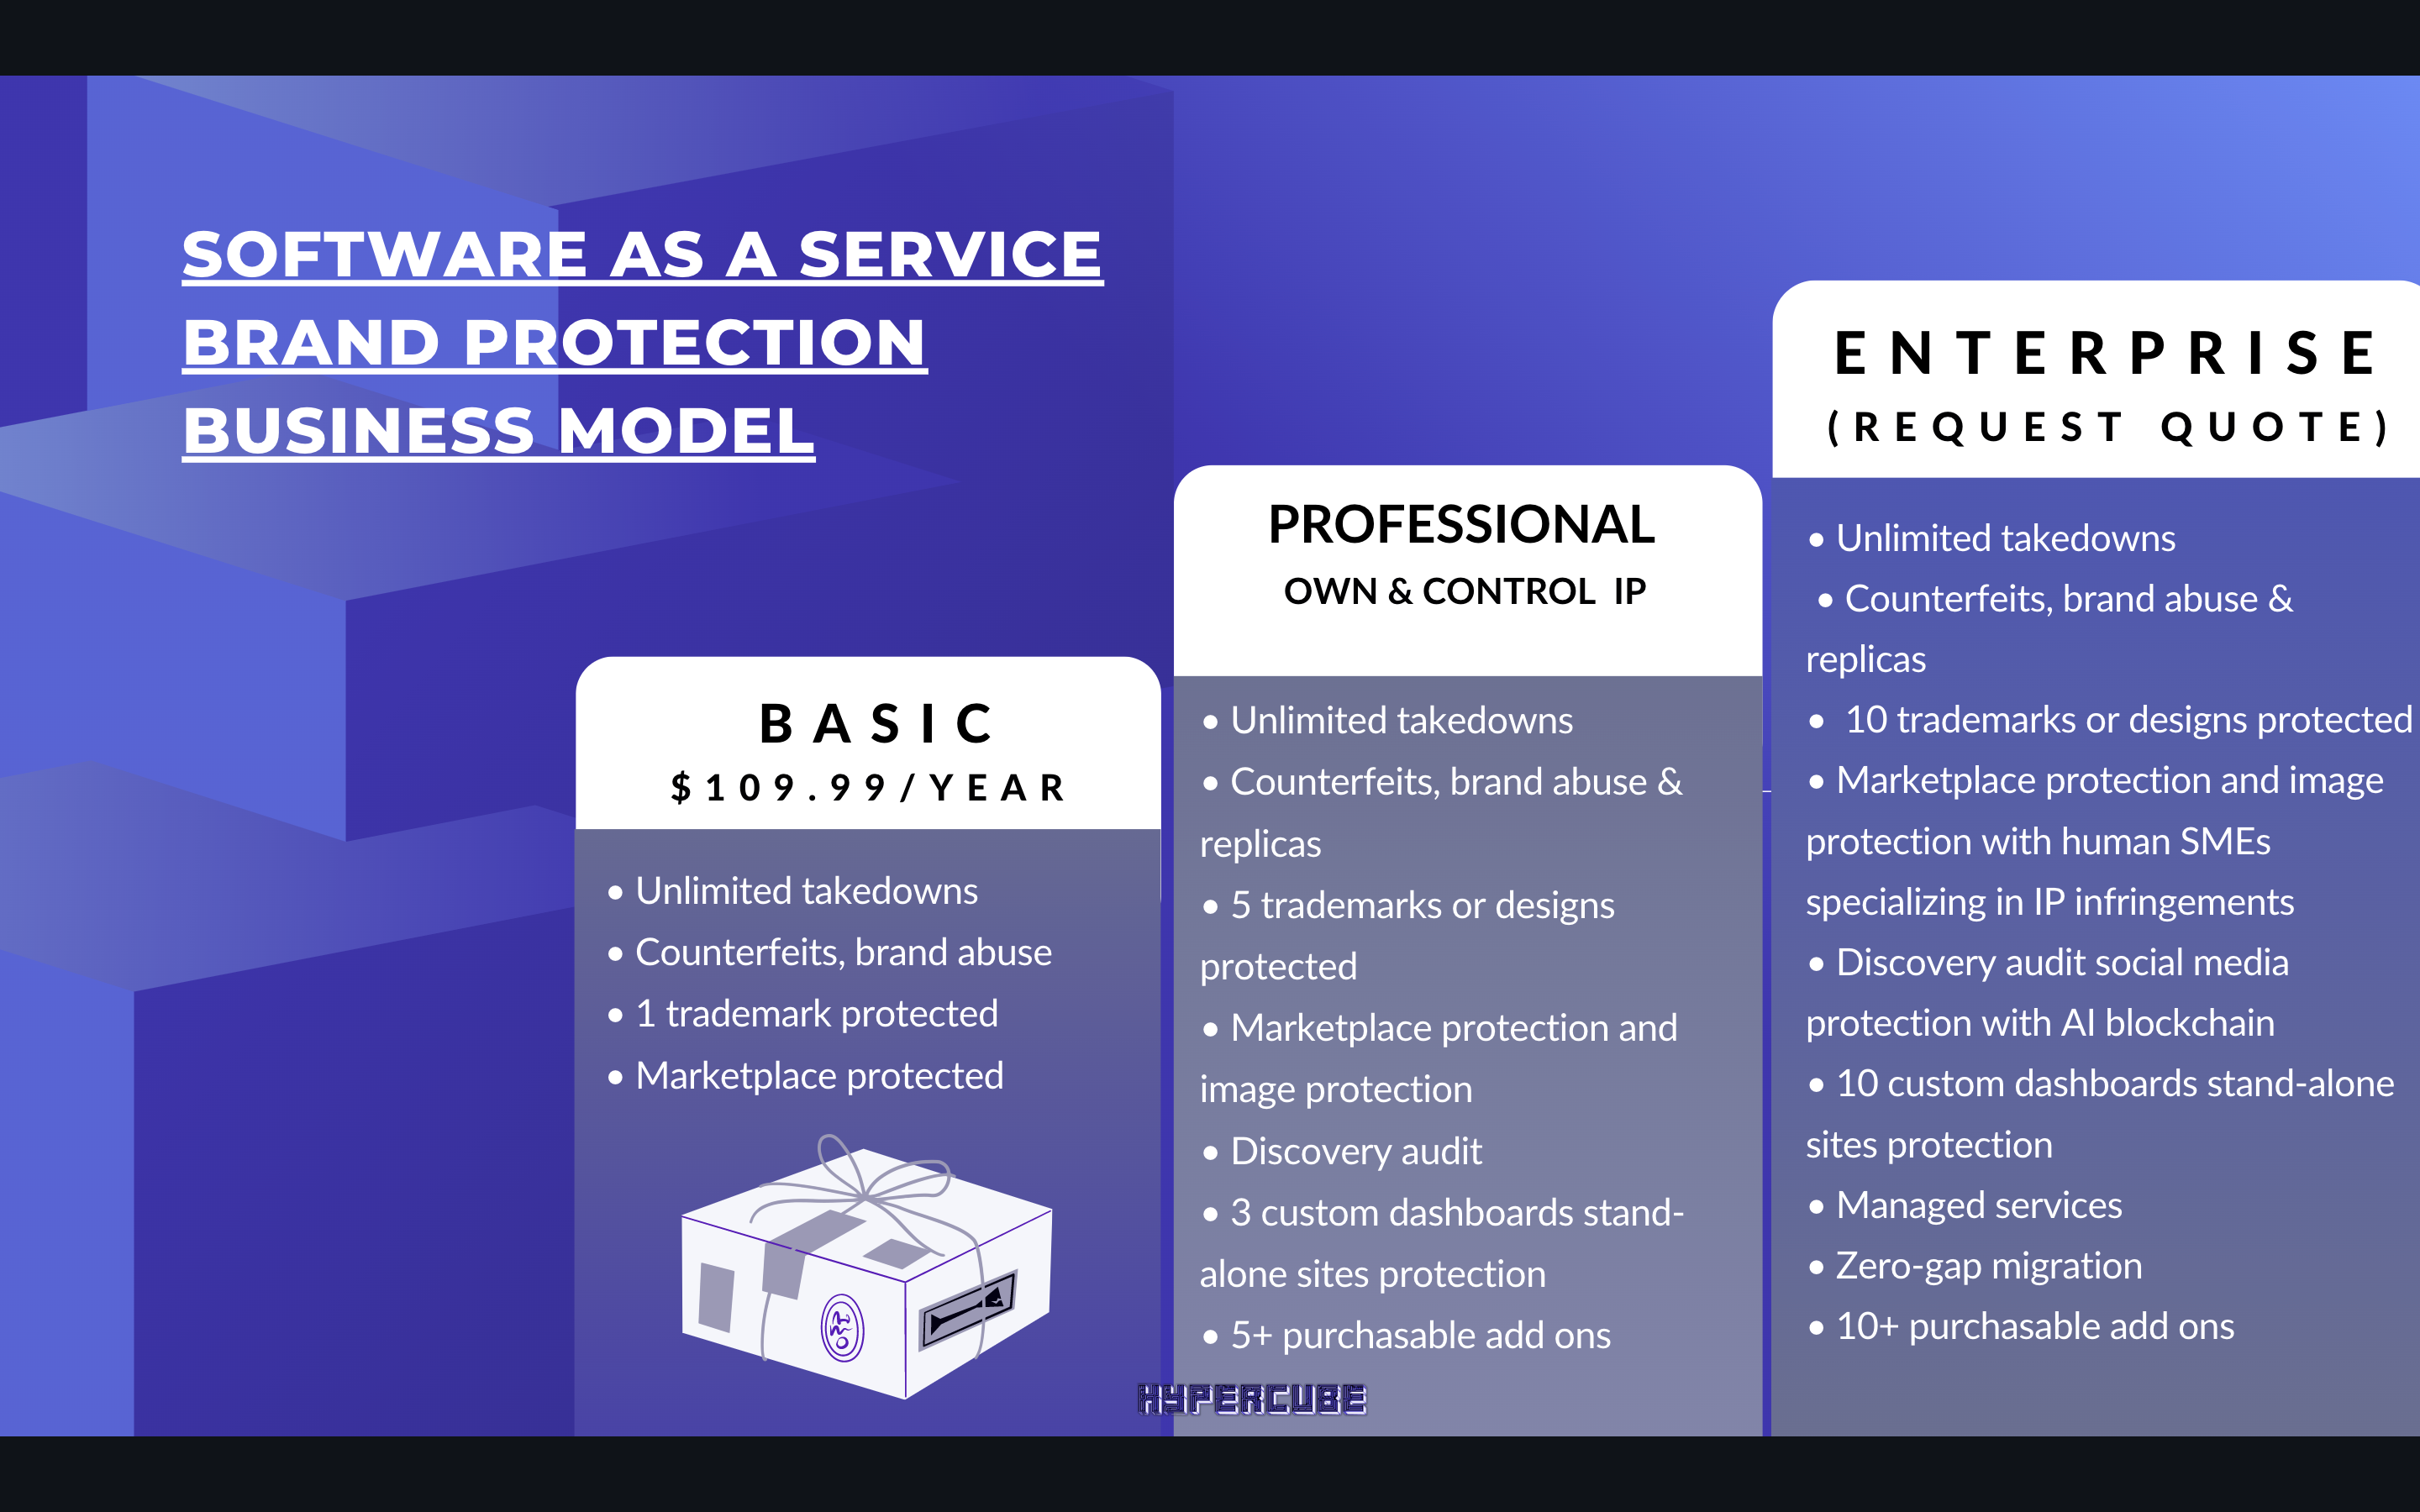 SOFTWARE AS A SERVICE
BRAND PROTECTION
BUSINESS MODEL
BASIC
$109.99/YEAR
• Unlimited takedowns
• Counterfeits, brand abuse
• 1 trademark protected
• Marketplace protected
PROFESSIONAL
OWN & CONTROL IP
• Unlimited takedowns
• Counterfeits, brand abuse &
replicas
• 5 trademarks or designs
protected
• Marketplace protection and
image protection
• Discovery audit
• 3 custom dashboards stand-
alone sites protection
• 5+ purchasable add ons
ENTERPRISE
(REQUEST QUOTE)
• Unlimited takedowns
• Counterfeits, brand abuse &
replicas
• 10 trademarks or designs protected
• Marketplace protection and image
protection with human SMEs
specializing in IP infringements
• Discovery audit social media
protection with AI blockchain
• 10 custom dashboards stand-alone
sites protection
• Managed services
• Zero-gap migration
• 10+ purchasable add ons
HYPERCUBE